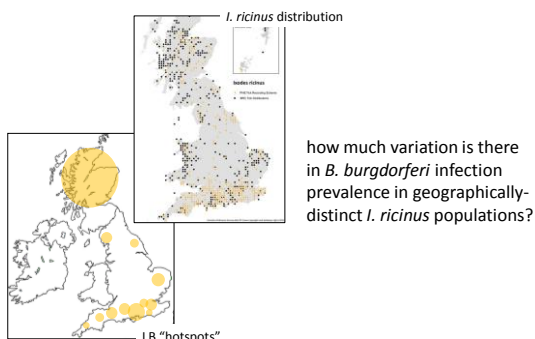 I. ricinus distribution
Ixodes ricinus
how much variation is there
in B. burgdorferi infection
prevalence in geographically-
distinct I. ricinus populations?
LB "hotspots"